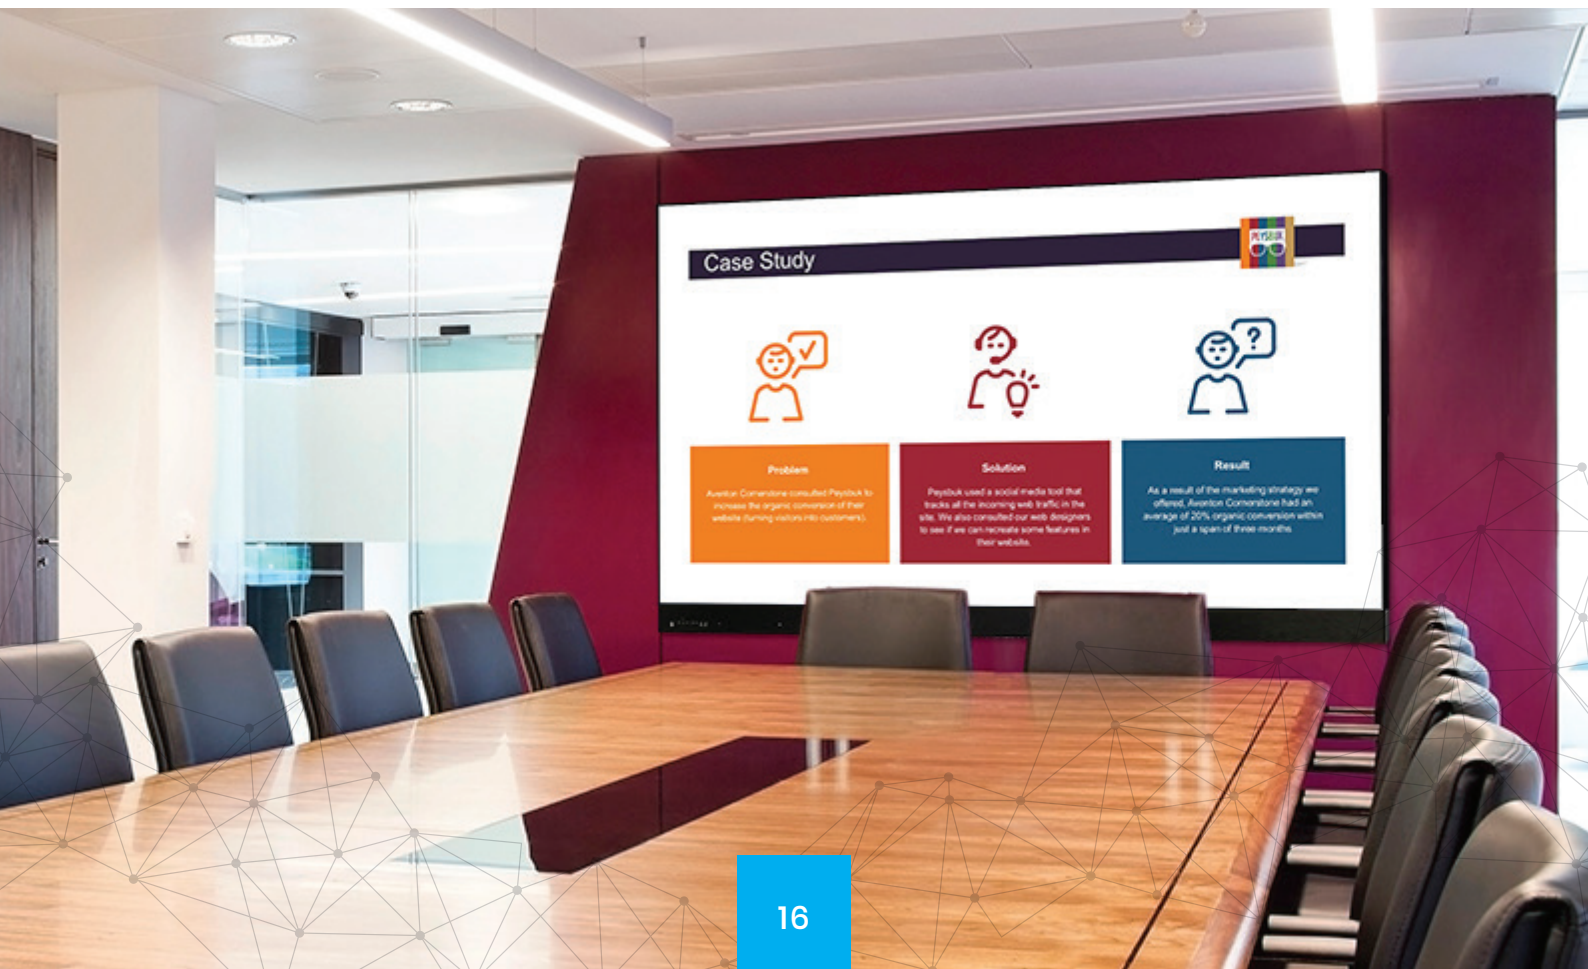 Case Study
PEYSBUK
?
Problem
Aventon Cornerstone consulted Peysbuk to
increase the organic conversion of their
website (turning visitors into customers).
Solution
Peysbuk used a social media tool that
tracks all the incoming web traffic in the
site. We also consulted our web designers
to see if we can recreate some features in
their website.
Result
As a result of the marketing strategy we
offered, Aventon Cornerstone had an
average of 20% organic conversion within
just a span of three months.
16